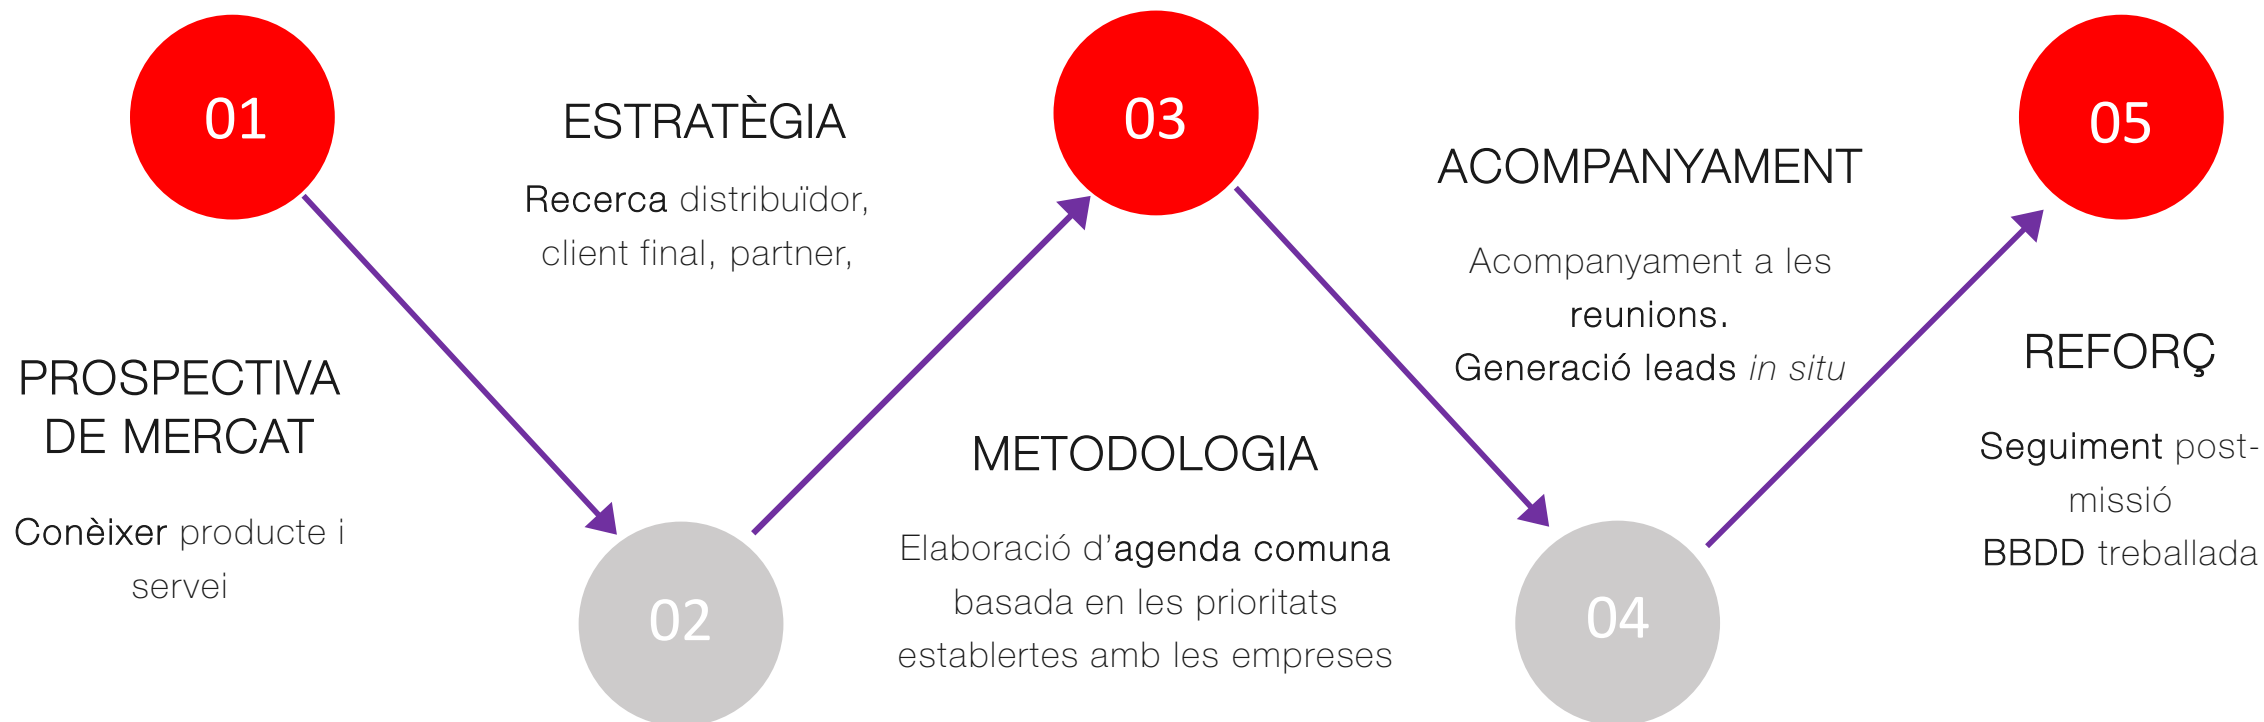 01
PROSPECTIVA
DE MERCAT
Conèixer producte i
servei
ESTRATÈGIA
Recerca distribuïdor,
client final, partner,
02
03
METODOLOGIA
Elaboració d’agenda comuna
basada en les prioritats
establertes amb les empreses
ACOMPANYAMENT
Acompanyament a les
reunions.
Generació leads in situ
04
05
REFORÇ
Seguiment post-
missió
BBDD treballada